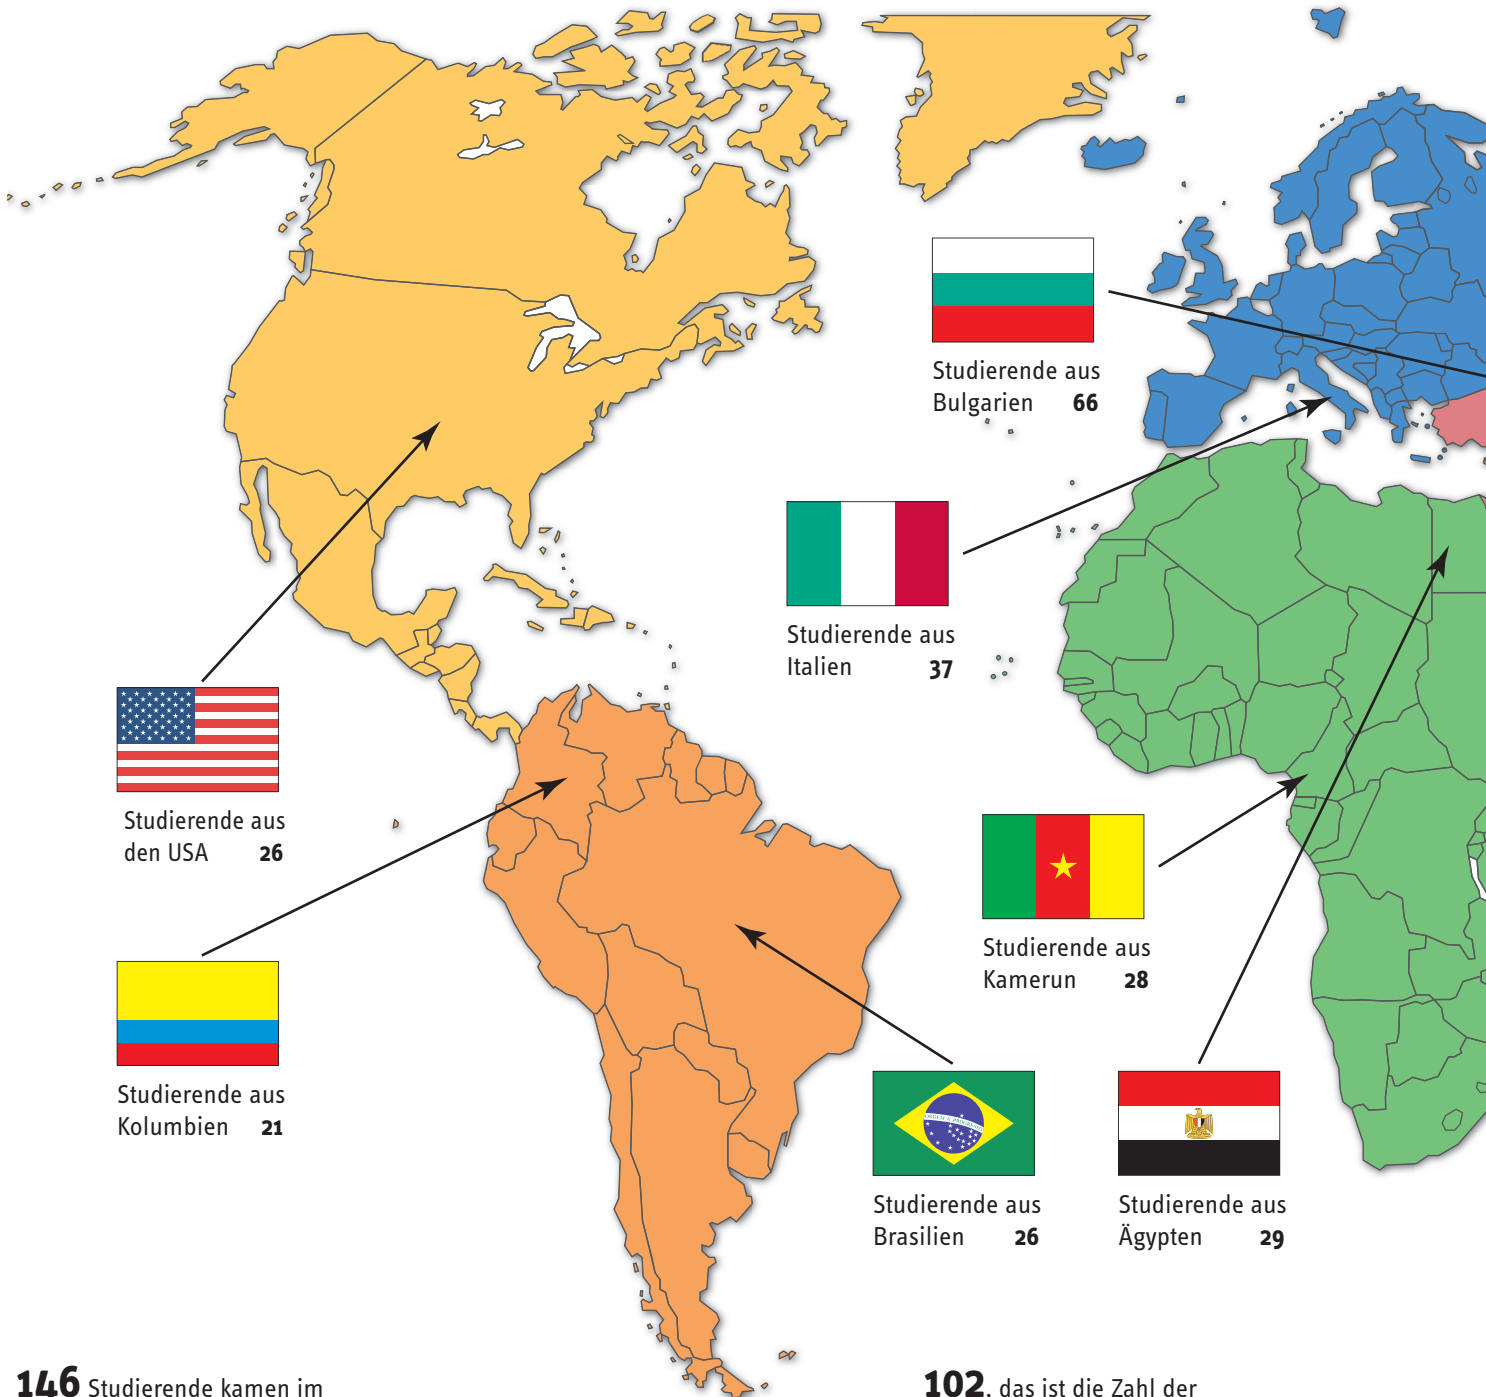 Studierende aus
Bulgarien 66
Studierende aus
Italien 37
Studierende aus
den USA 26
Studierende aus
Kamerun 28
Studierende aus
Kolumbien 21
ORDEM E PROGRESSO
Studierende aus
Brasilien 26
Studierende aus
Ägypten 29
146 Studierende kamen im
102, das ist die Zahl der